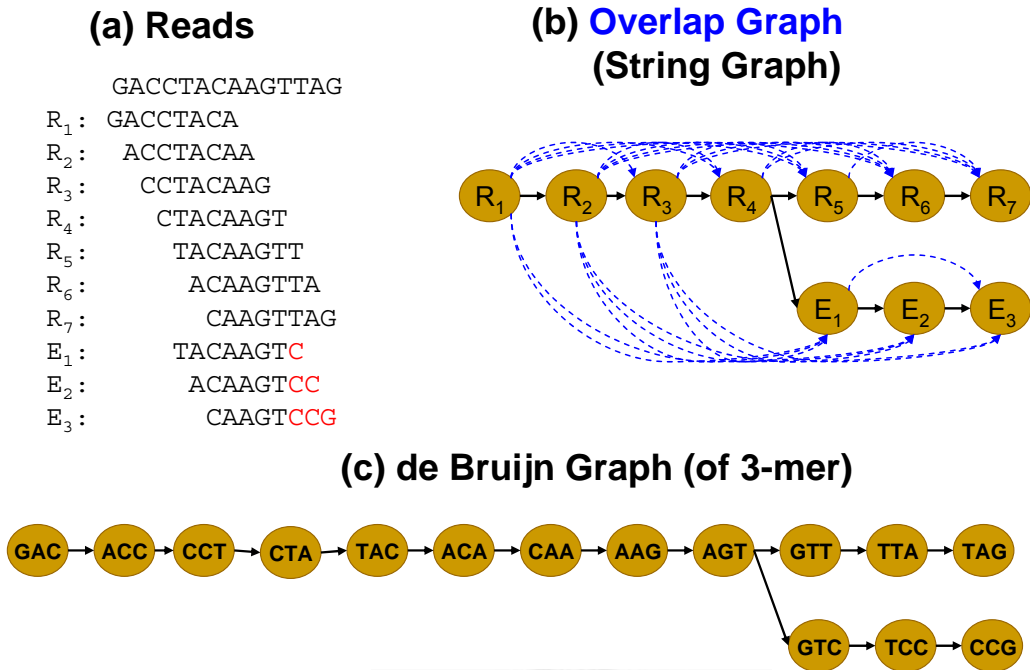 (a) Reads
GACCTACAAGTTAG
R1: GACCTACA
R2: ACCTACAA
R3: CCTACAAG
R4: CTACAAGT
R5: TACAAGTT
R6: ACAAGTTA
R7: CAAGTTAG
E1: TACAAGTC
E2: ACAAGTCC
E3: CAAGTCCG
(b) Overlap Graph
(String Graph)
R1 R2 R3 R4 R5 R6 R7
E1 E2 E3
(c) de Bruijn Graph (of 3-mer)
GAC ACC CCT CTA TAC ACA CAA AAG AGT GTT TTA TAG
GTC TCC CCG